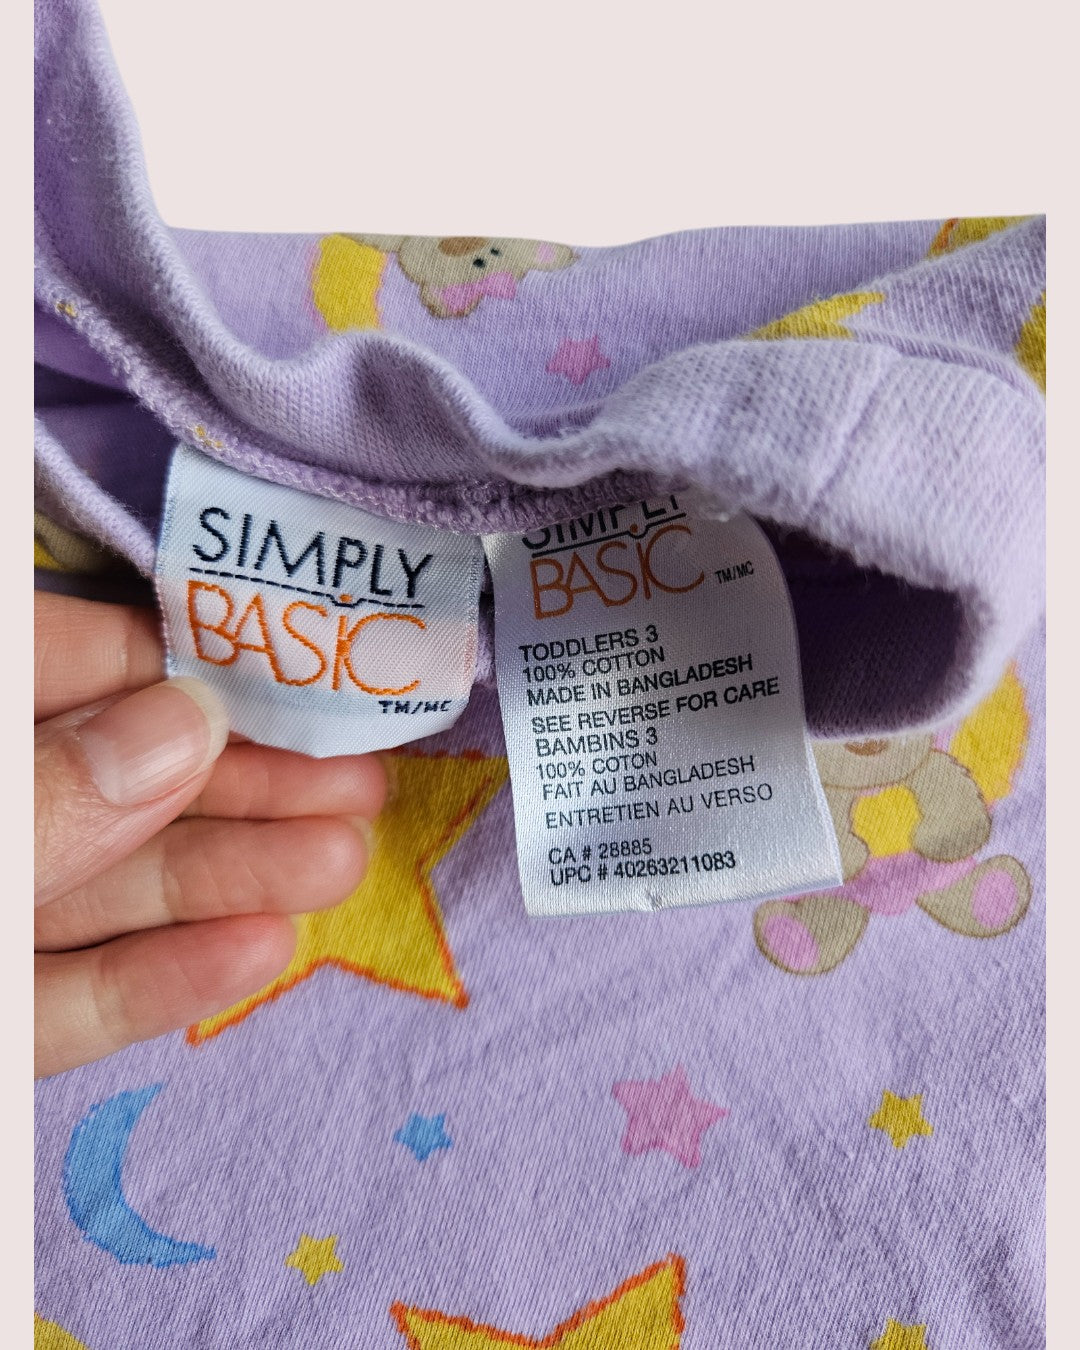 SIMPLY
BASIC
TM/MC
SIMPLY
BASIC TM/MC
TODDLERS 3
100% COTTON
MADE IN BANGLADESH
SEE REVERSE FOR CARE
BAMBINS 3
100% COTON
FAIT AU BANGLADESH
ENTRETIEN AU VERSO
CA # 28885
UPC # 40263211083